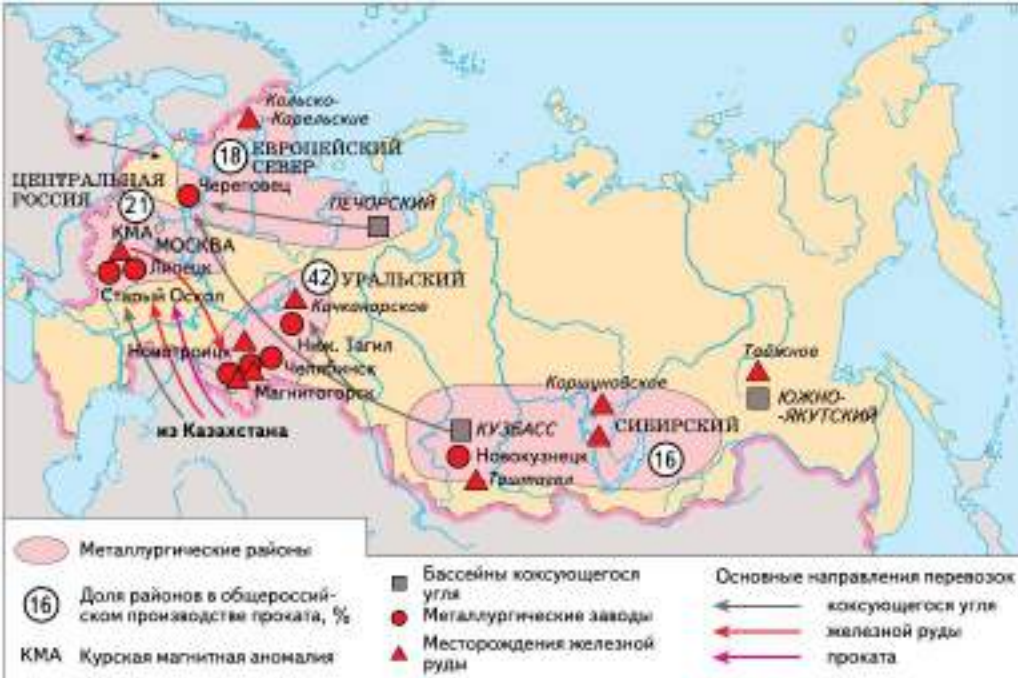 Кольско-
-Карельские
18
ЕВРОПЕЙСКИЙ
СЕВЕР
ЦЕНТРАЛЬНАЯ
РОССИЯ
21
Череповец
ПЕЧОРСКИЙ
КМА
МОСКВА
Липецк
Старый Оскол
42
УРАЛЬСКИЙ
Качканарское
Ниж. Тагил
Новотроицк
Челябинск
Магнитогорск
из Казахстана
Таёжное
ЮЖНО-
-ЯКУТСКИЙ
Коршуновское
КУЗБАСС
СИБИРСКИЙ
Новокузнецк
16
Таштагол
Металлургические районы
16
Доля районов в общероссий-
ском производстве проката, %
КМА Курская магнитная аномалия
Бассейны коксующегося
угля
Металлургические заводы
Месторождения железной
руды
Основные направления перевозок
коксующегося угля
железной руды
проката